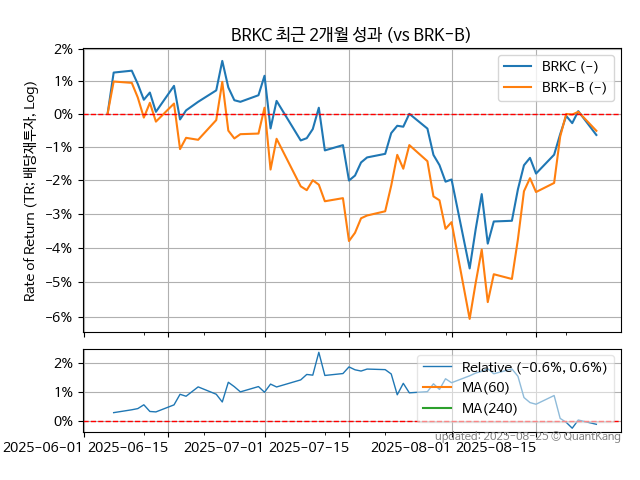 BRKC 최근 2개월 성과 (vs BRK-B)
Rate of Return (TR: 배당재투자, Log)
2%
1%
0%
-1%
-2%
-3%
-4%
-5%
-6%
BRKC (-)
BRK-B (-)
2%
1%
0%
Relative (-0.6%, 0.6%)
MA(60)
MA(240)
updated: 2025-08-25 © QuantKang
2025-06-01 2025-06-15 2025-07-01 2025-07-15 2025-08-01 2025-08-15